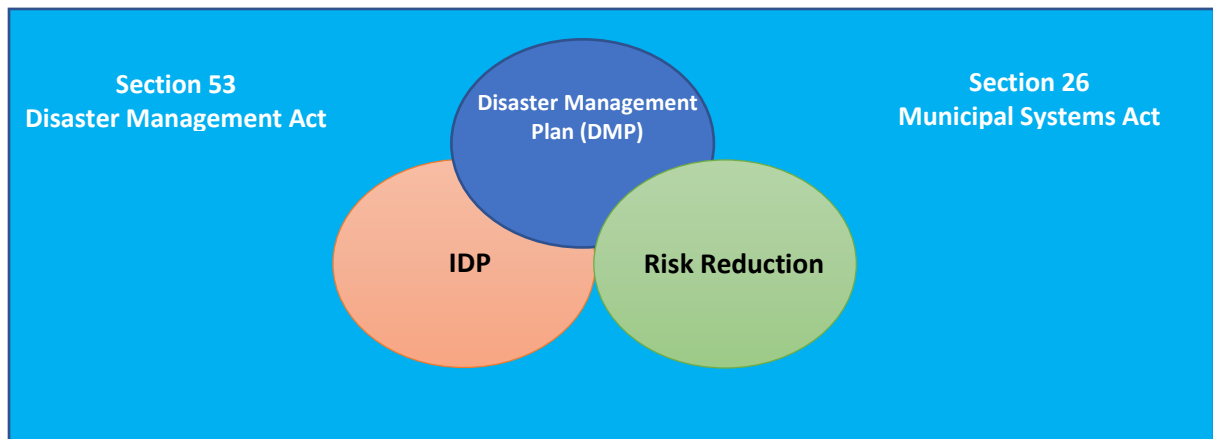 Section 53
Disaster Management Act
Disaster Management
Plan (DMP)
Section 26
Municipal Systems Act
IDP
Risk Reduction